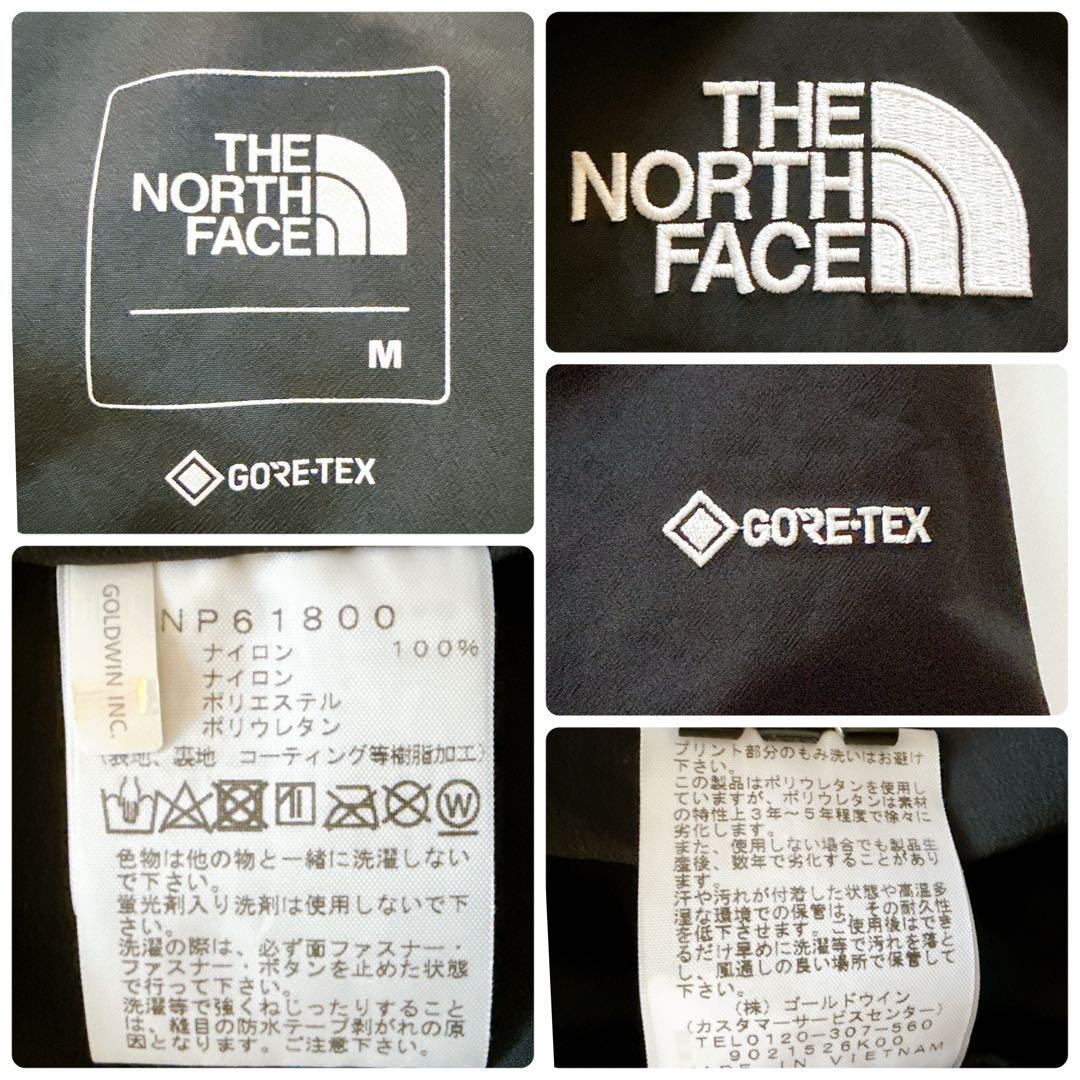 THE
NORTH
FACE
M
GORE-TEX
THE
NORTH
FACE
GORE-TEX
GOLDWIN INC.
NP61800
ナイロン 100%
ナイロン
ポリエステル
ポリウレタン
(表地、裏地 コーティング等樹脂加工)
W
色物は他の物と一緒に洗濯しない
で下さい。
蛍光剤入り洗剤は使用しないで下
さい。
洗濯の際は、必ず面ファスナー・
ファスナー・ボタンを止めた状態
で行って下さい。
洗濯等で強くねじったりすること
は、縫目の防水テープ剥がれの原
因となります。ご注意下さい。
プリント部分のもみ洗いはお避け
下さい。
この製品はポリウレタンを使用し
ていますが、ポリウレタンは素材
の特性上3年～5年程度で徐々に
劣化します。
また、使用しない場合でも製品生
産後、数年で劣化することがあり
ます。
汗や汚れが付着した状態や高温多
湿な環境での保管は、その耐久性
を低下させます。ご使用後はでき
るだけ早めに洗濯等で汚れを落と
し、風通しの良い場所で保管して
下さい。
(株) ゴールドウイン
(カスタマーサービスセンター)
TEL0120-307-560
9021526K00
MADE IN VIETNAM